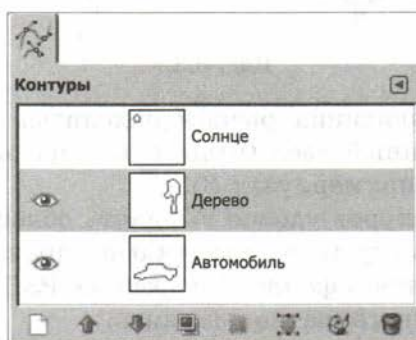 Контуры
Солнце
Дерево
Автомобиль